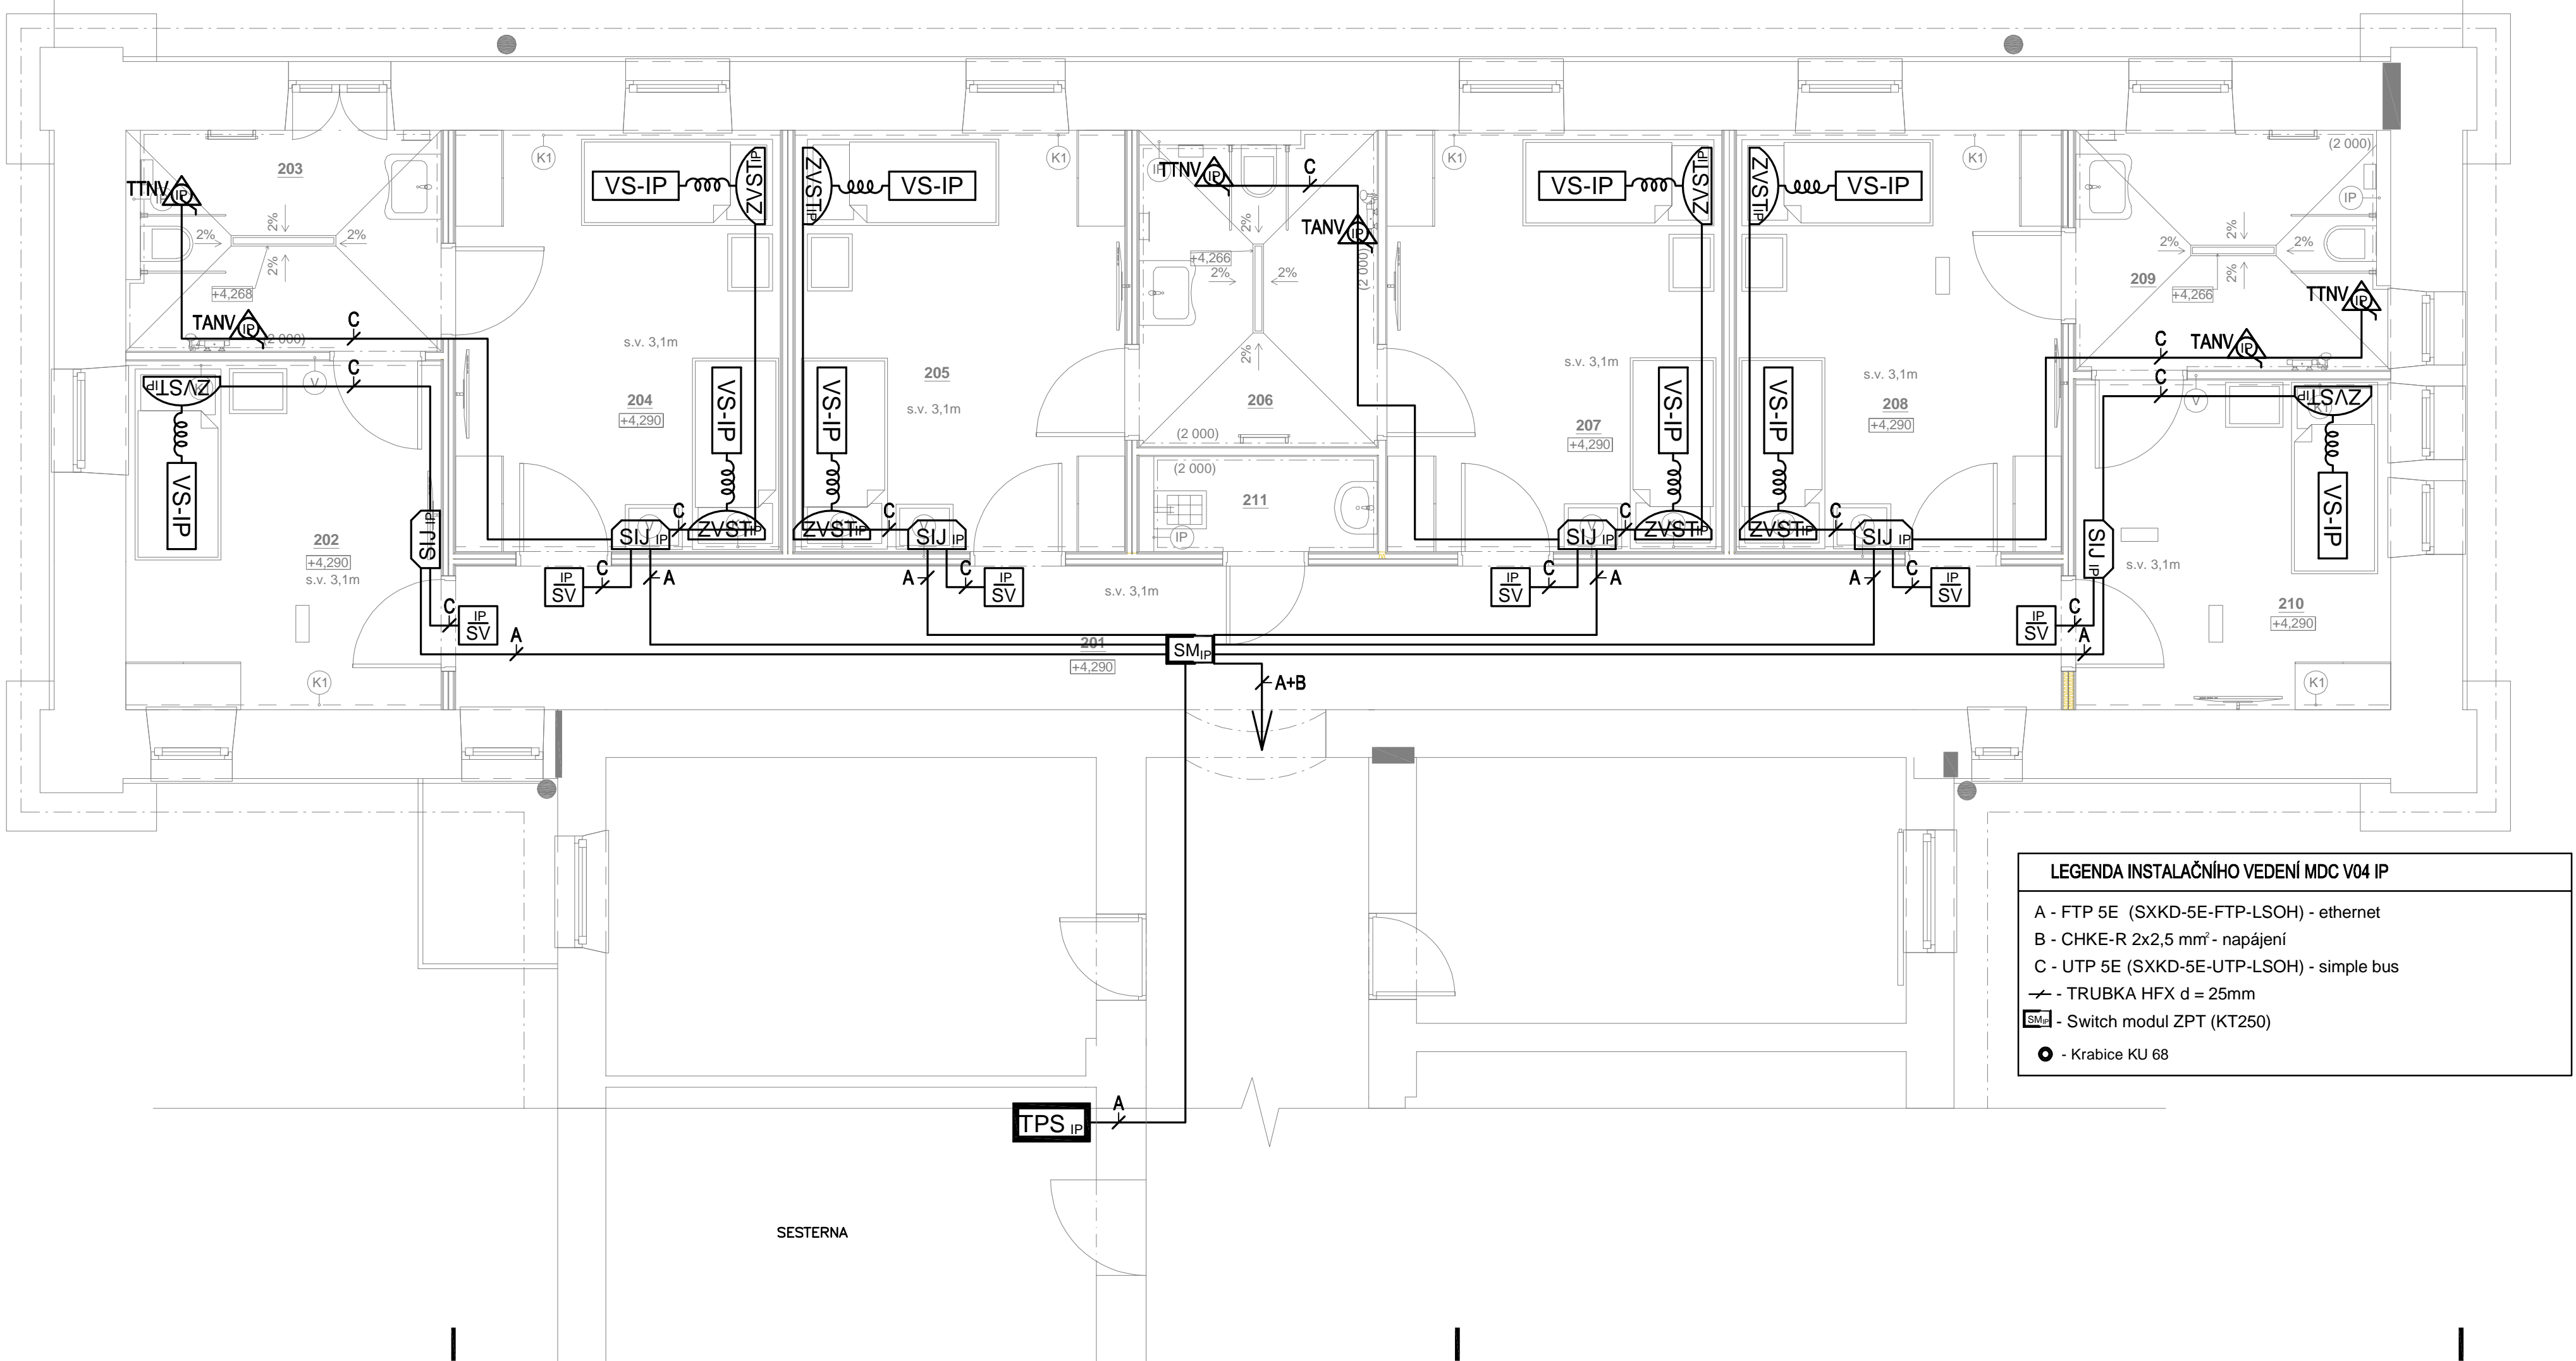 203
TTNV IP
IP
2%
2%
2%
2%
+4,268
TANV IP
(2 000)
C
C
V
ZVST IP
K1
VS-IP
202
+4,290
s.v. 3,1m
SIJ IP
C
IP
SV
A
K1
K1
VS-IP
ZVST IP
s.v. 3,1m
204
+4,290
VS-IP
SIJ IP
C
ZVST IP
V
IP
SV
C
A
ZVST IP
VS-IP
K1
VS-IP
205
s.v. 3,1m
ZVST IP
C
SIJ IP
A
C
IP
SV
TTNV IP
IP
C
TANV IP
2%
+4,266
2%
2%
(2 000)
2%
206
(2 000)
(2 000)
211
IP
s.v. 3,1m
201
+4,290
SM IP
A+B
K1
VS-IP
ZVST IP
s.v. 3,1m
207
+4,290
VS-IP
SIJ IP
C
ZVST IP
IP
SV
C
A
ZVST IP
VS-IP
K1
s.v. 3,1m
208
+4,290
VS-IP
ZVST IP
C
SIJ IP
A
C
IP
SV
(2 000)
IP
2%
2%
2%
2%
209
+4,266
TTNV IP
TANV IP
C
C
V
ZVST IP
K1
VS-IP
SIJ IP
s.v. 3,1m
210
+4,290
IP
SV
C
A
K1
TPS IP
A
SESTERNA
LEGENDA INSTALAČNÍHO VEDENÍ MDC V04 IP
A - FTP 5E (SXKD-5E-FTP-LSOH) - ethernet
B - CHKE-R 2x2,5 mm² - napájení
C - UTP 5E (SXKD-5E-UTP-LSOH) - simple bus
- TRUBKA HFX d = 25mm
SM IP - Switch modul ZPT (KT250)
- Krabice KU 68